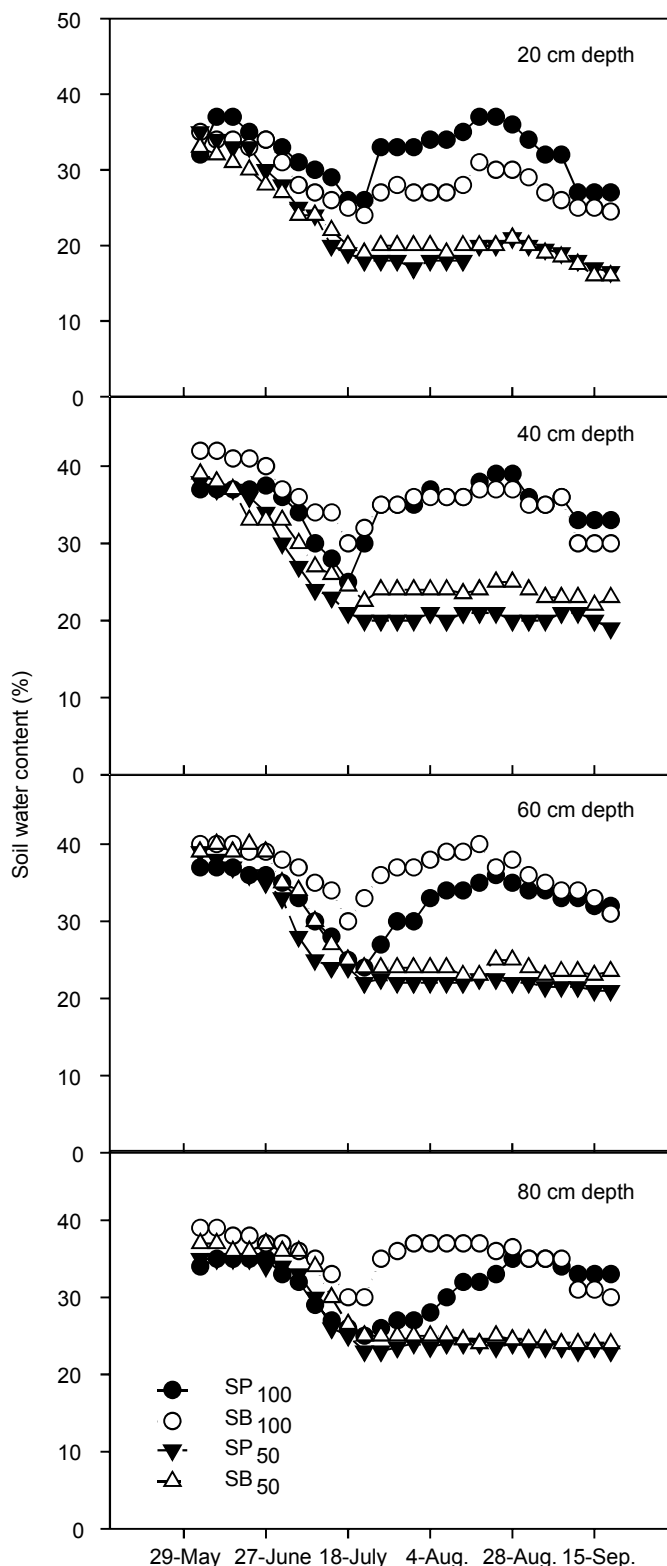 50
20 cm depth
40
30
20
10
0
40 cm depth
40
30
20
10
0
60 cm depth
40
30
20
10
0
80 cm depth
40
30
20
10
0
Soil water content (%)
SP 100
SB 100
SP 50
SB 50
29-May 27-June 18-July 4-Aug. 28-Aug. 15-Sep.